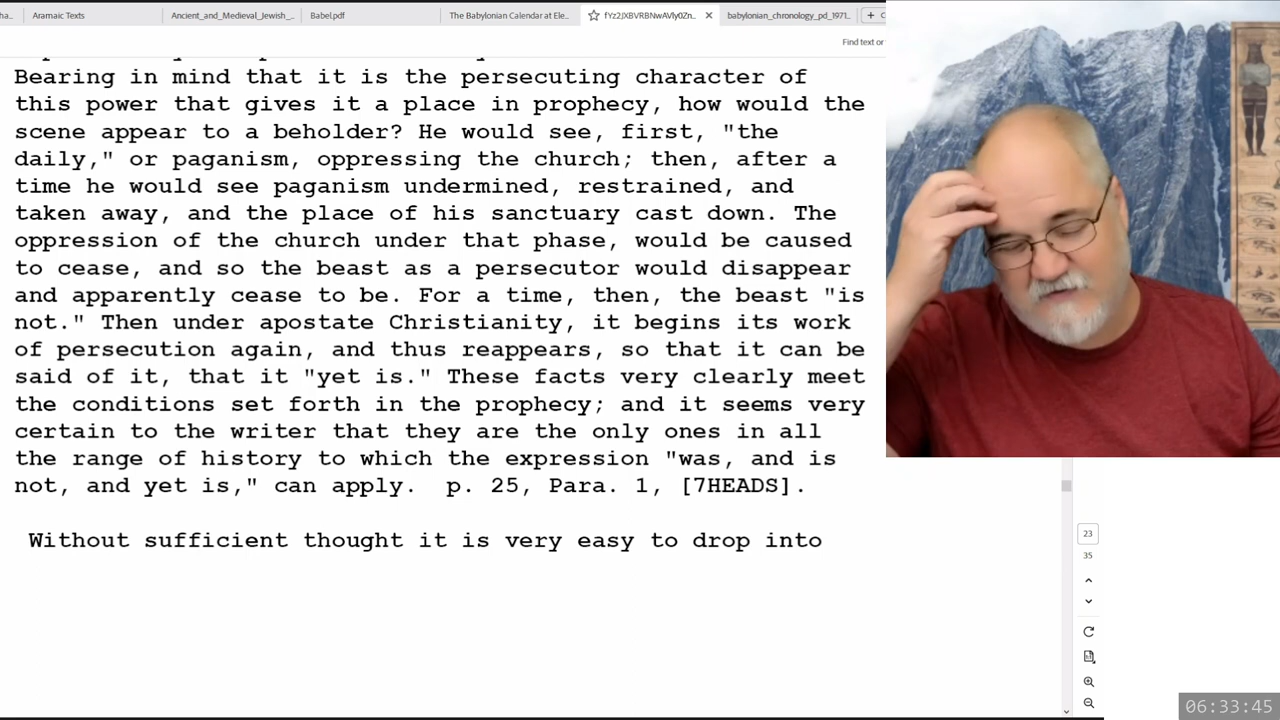 Aramaic Texts
Ancient_and_Medieval_Jewish_...
Babel.pdf
The Babylonian Calendar at Ele...
fYz2JXBVRBNwAVly0Zn...
babylonian_chronology_pd_1971...
Find text or
Bearing in mind that it is the persecuting character of
this power that gives it a place in prophecy, how would the
scene appear to a beholder? He would see, first, "the
daily," or paganism, oppressing the church; then, after a
time he would see paganism undermined, restrained, and
taken away, and the place of his sanctuary cast down. The
oppression of the church under that phase, would be caused
to cease, and so the beast as a persecutor would disappear
and apparently cease to be. For a time, then, the beast "is
not." Then under apostate Christianity, it begins its work
of persecution again, and thus reappears, so that it can be
said of it, that it "yet is." These facts very clearly meet
the conditions set forth in the prophecy; and it seems very
certain to the writer that they are the only ones in all
the range of history to which the expression "was, and is
not, and yet is," can apply. p. 25, Para. 1, [7HEADS].
Without sufficient thought it is very easy to drop into
23
35
06:33:45